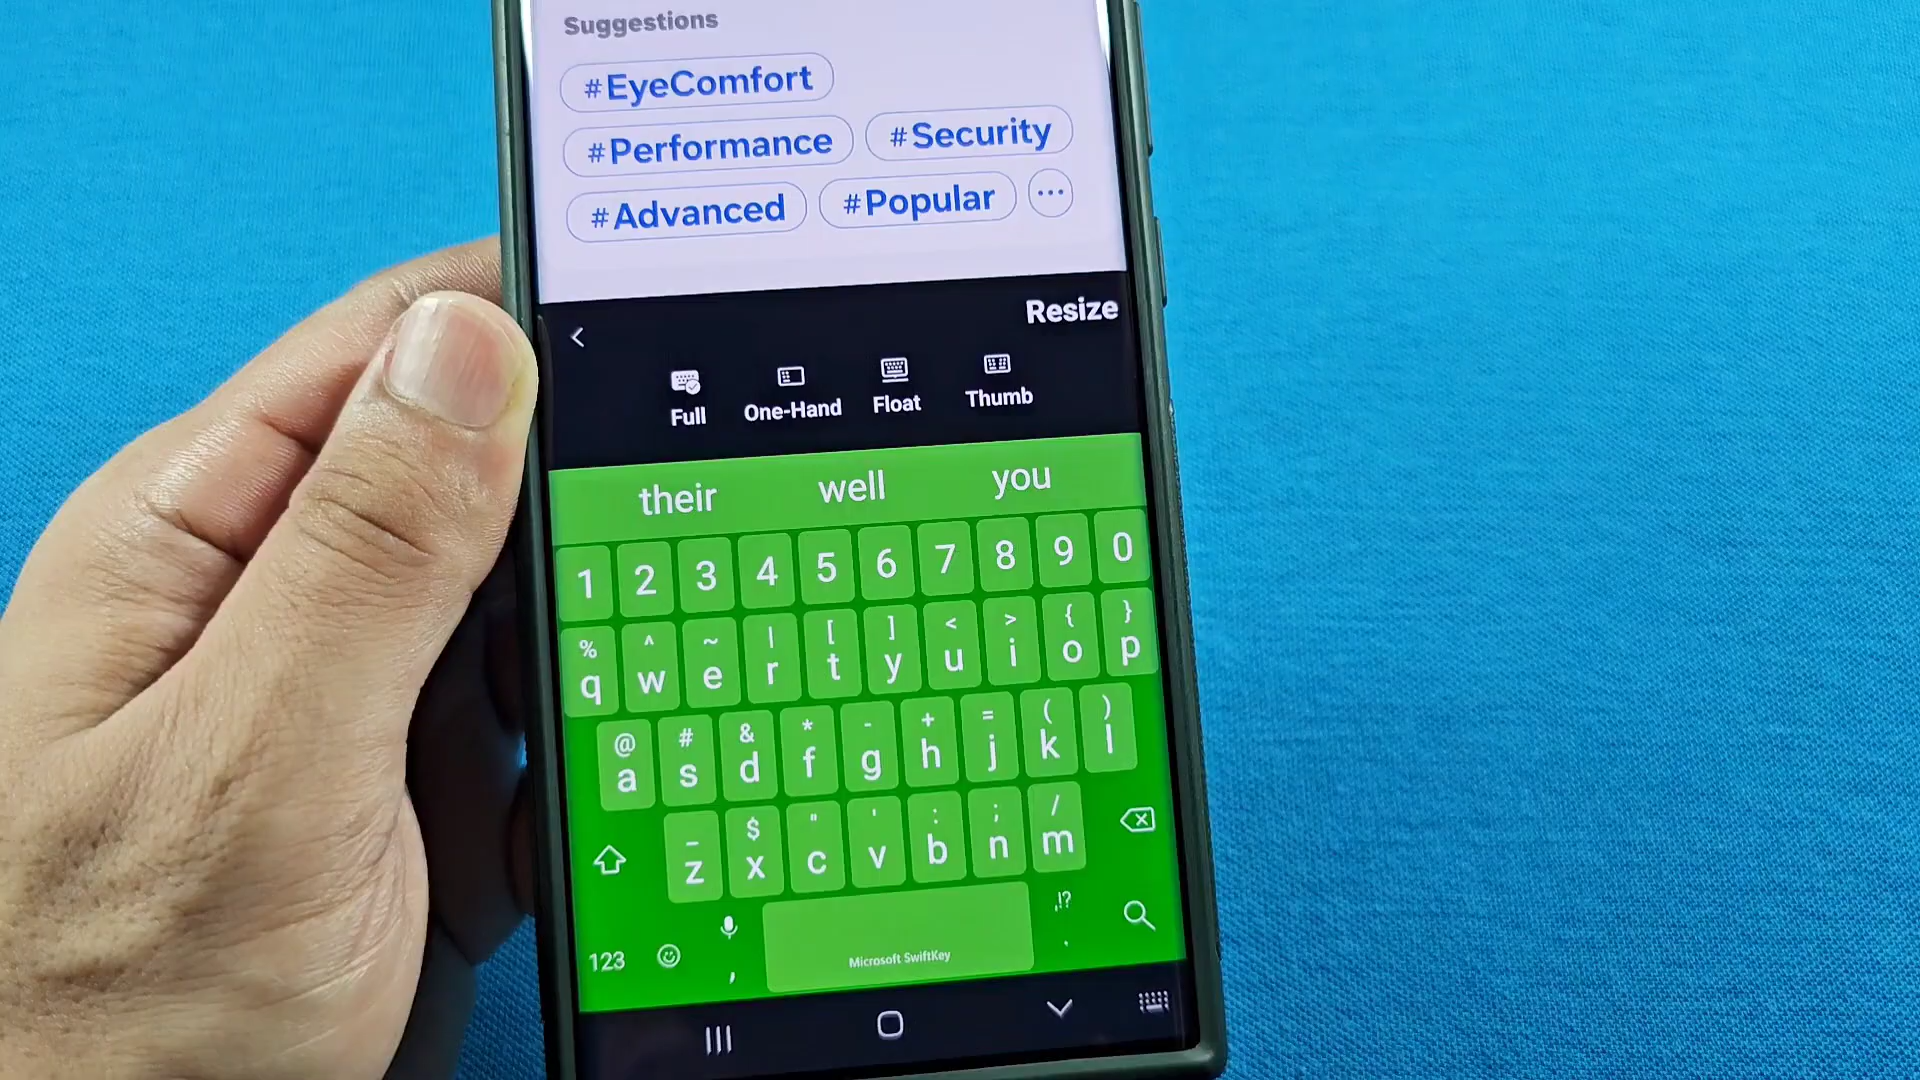 Suggestions
#EyeComfort
#Performance #Security
#Advanced #Popular ...
Resize
Full One-Hand Float Thumb
their well you
1 2 3 4 5 6 7 8 9 0
% ^ ~ | [ ] < > { }
q w e r t y u i o p
@ # & * - + = ( )
a s d f g h j k l
_ $ " ' : ; /
z x c v b n m
,!?
123 , Microsoft SwiftKey .